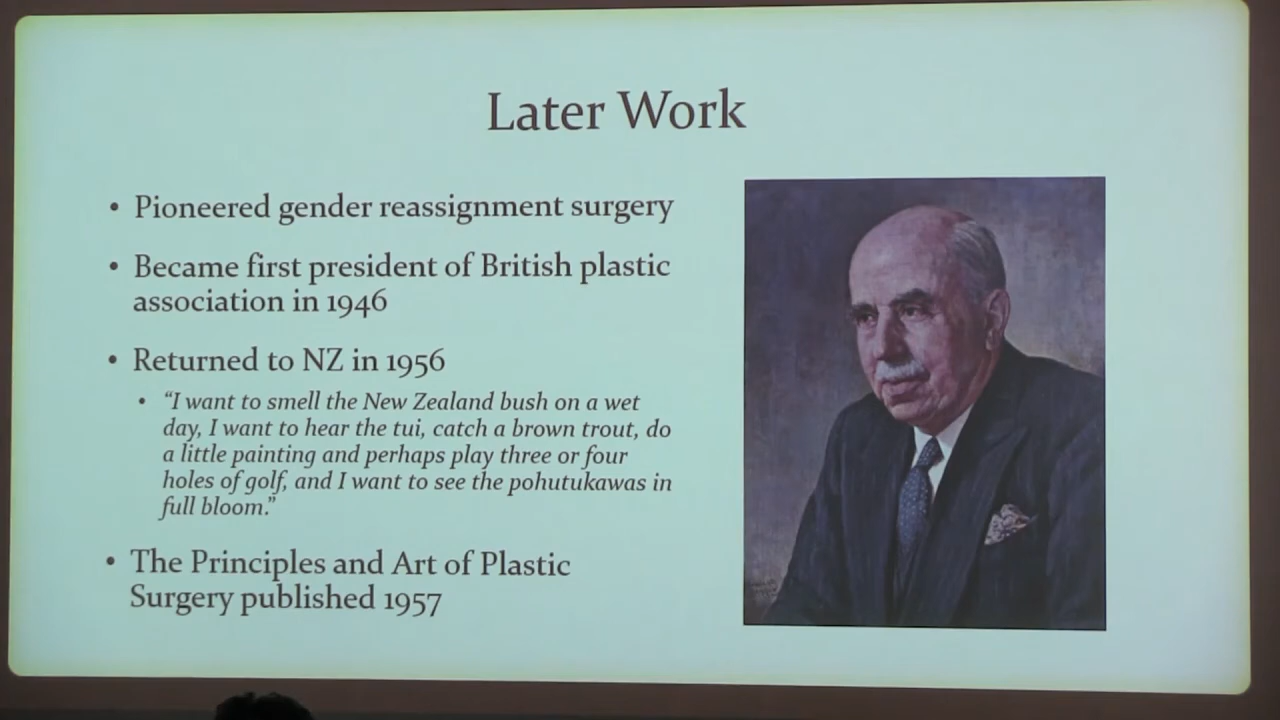 Later Work
• Pioneered gender reassignment surgery
• Became first president of British plastic
association in 1946
• Returned to NZ in 1956
• “I want to smell the New Zealand bush on a wet
day, I want to hear the tui, catch a brown trout, do
a little painting and perhaps play three or four
holes of golf, and I want to see the pohutukawas in
full bloom.”
• The Principles and Art of Plastic
Surgery published 1957